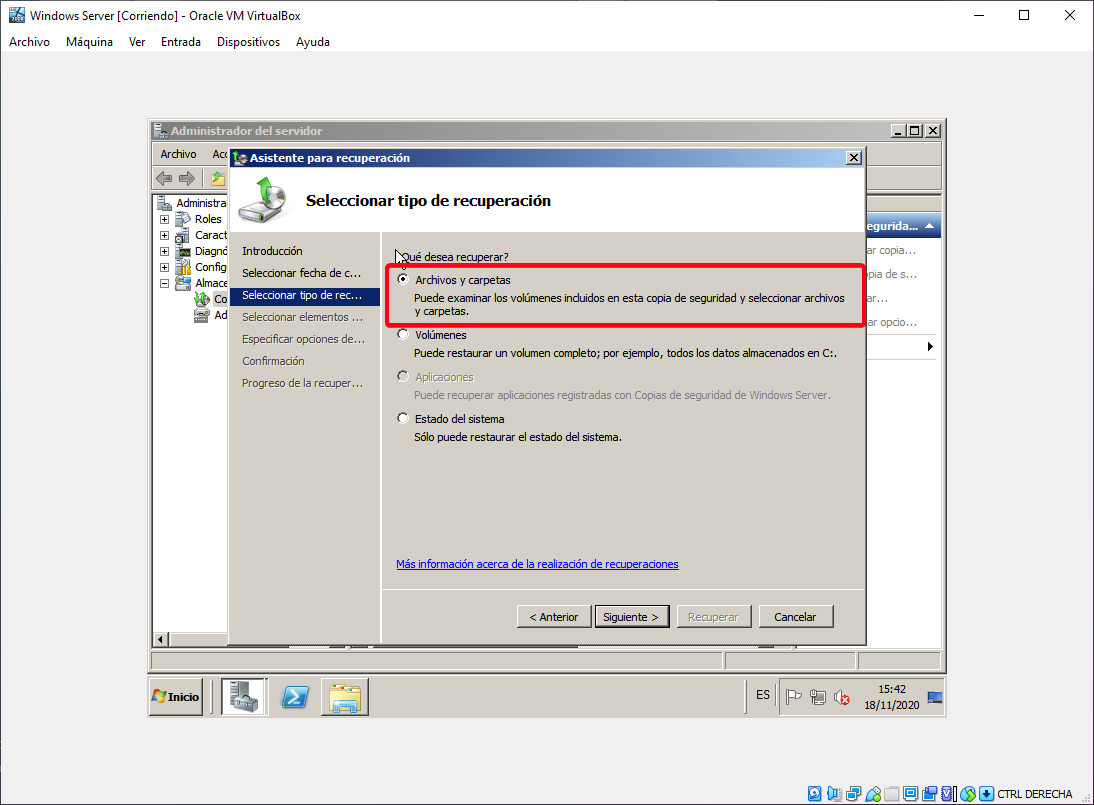 Windows Server [Corriendo] - Oracle VM VirtualBox
Archivo Máquina Ver Entrada Dispositivos Ayuda
Administrador del servidor
Archivo
Asistente para recuperación
Seleccionar tipo de recuperación
Administra
Roles
Caract
Diagnó
Config
Almace
Co
Ad
Introducción
Seleccionar fecha de c...
Seleccionar tipo de rec...
Seleccionar elementos ...
Especificar opciones de...
Confirmación
Progreso de la recuper...
Qué desea recuperar?
Archivos y carpetas
Puede examinar los volúmenes incluidos en esta copia de seguridad y seleccionar archivos
y carpetas.
Volúmenes
Puede restaurar un volumen completo; por ejemplo, todos los datos almacenados en C:.
Aplicaciones
Puede recuperar aplicaciones registradas con Copias de seguridad de Windows Server.
Estado del sistema
Sólo puede restaurar el estado del sistema.
Más información acerca de la realización de recuperaciones
< Anterior Siguiente > Recuperar Cancelar
egurida...
ar copia...
opia de s...
ar...
ar opcio...
Inicio
ES
15:42
18/11/2020
CTRL DERECHA